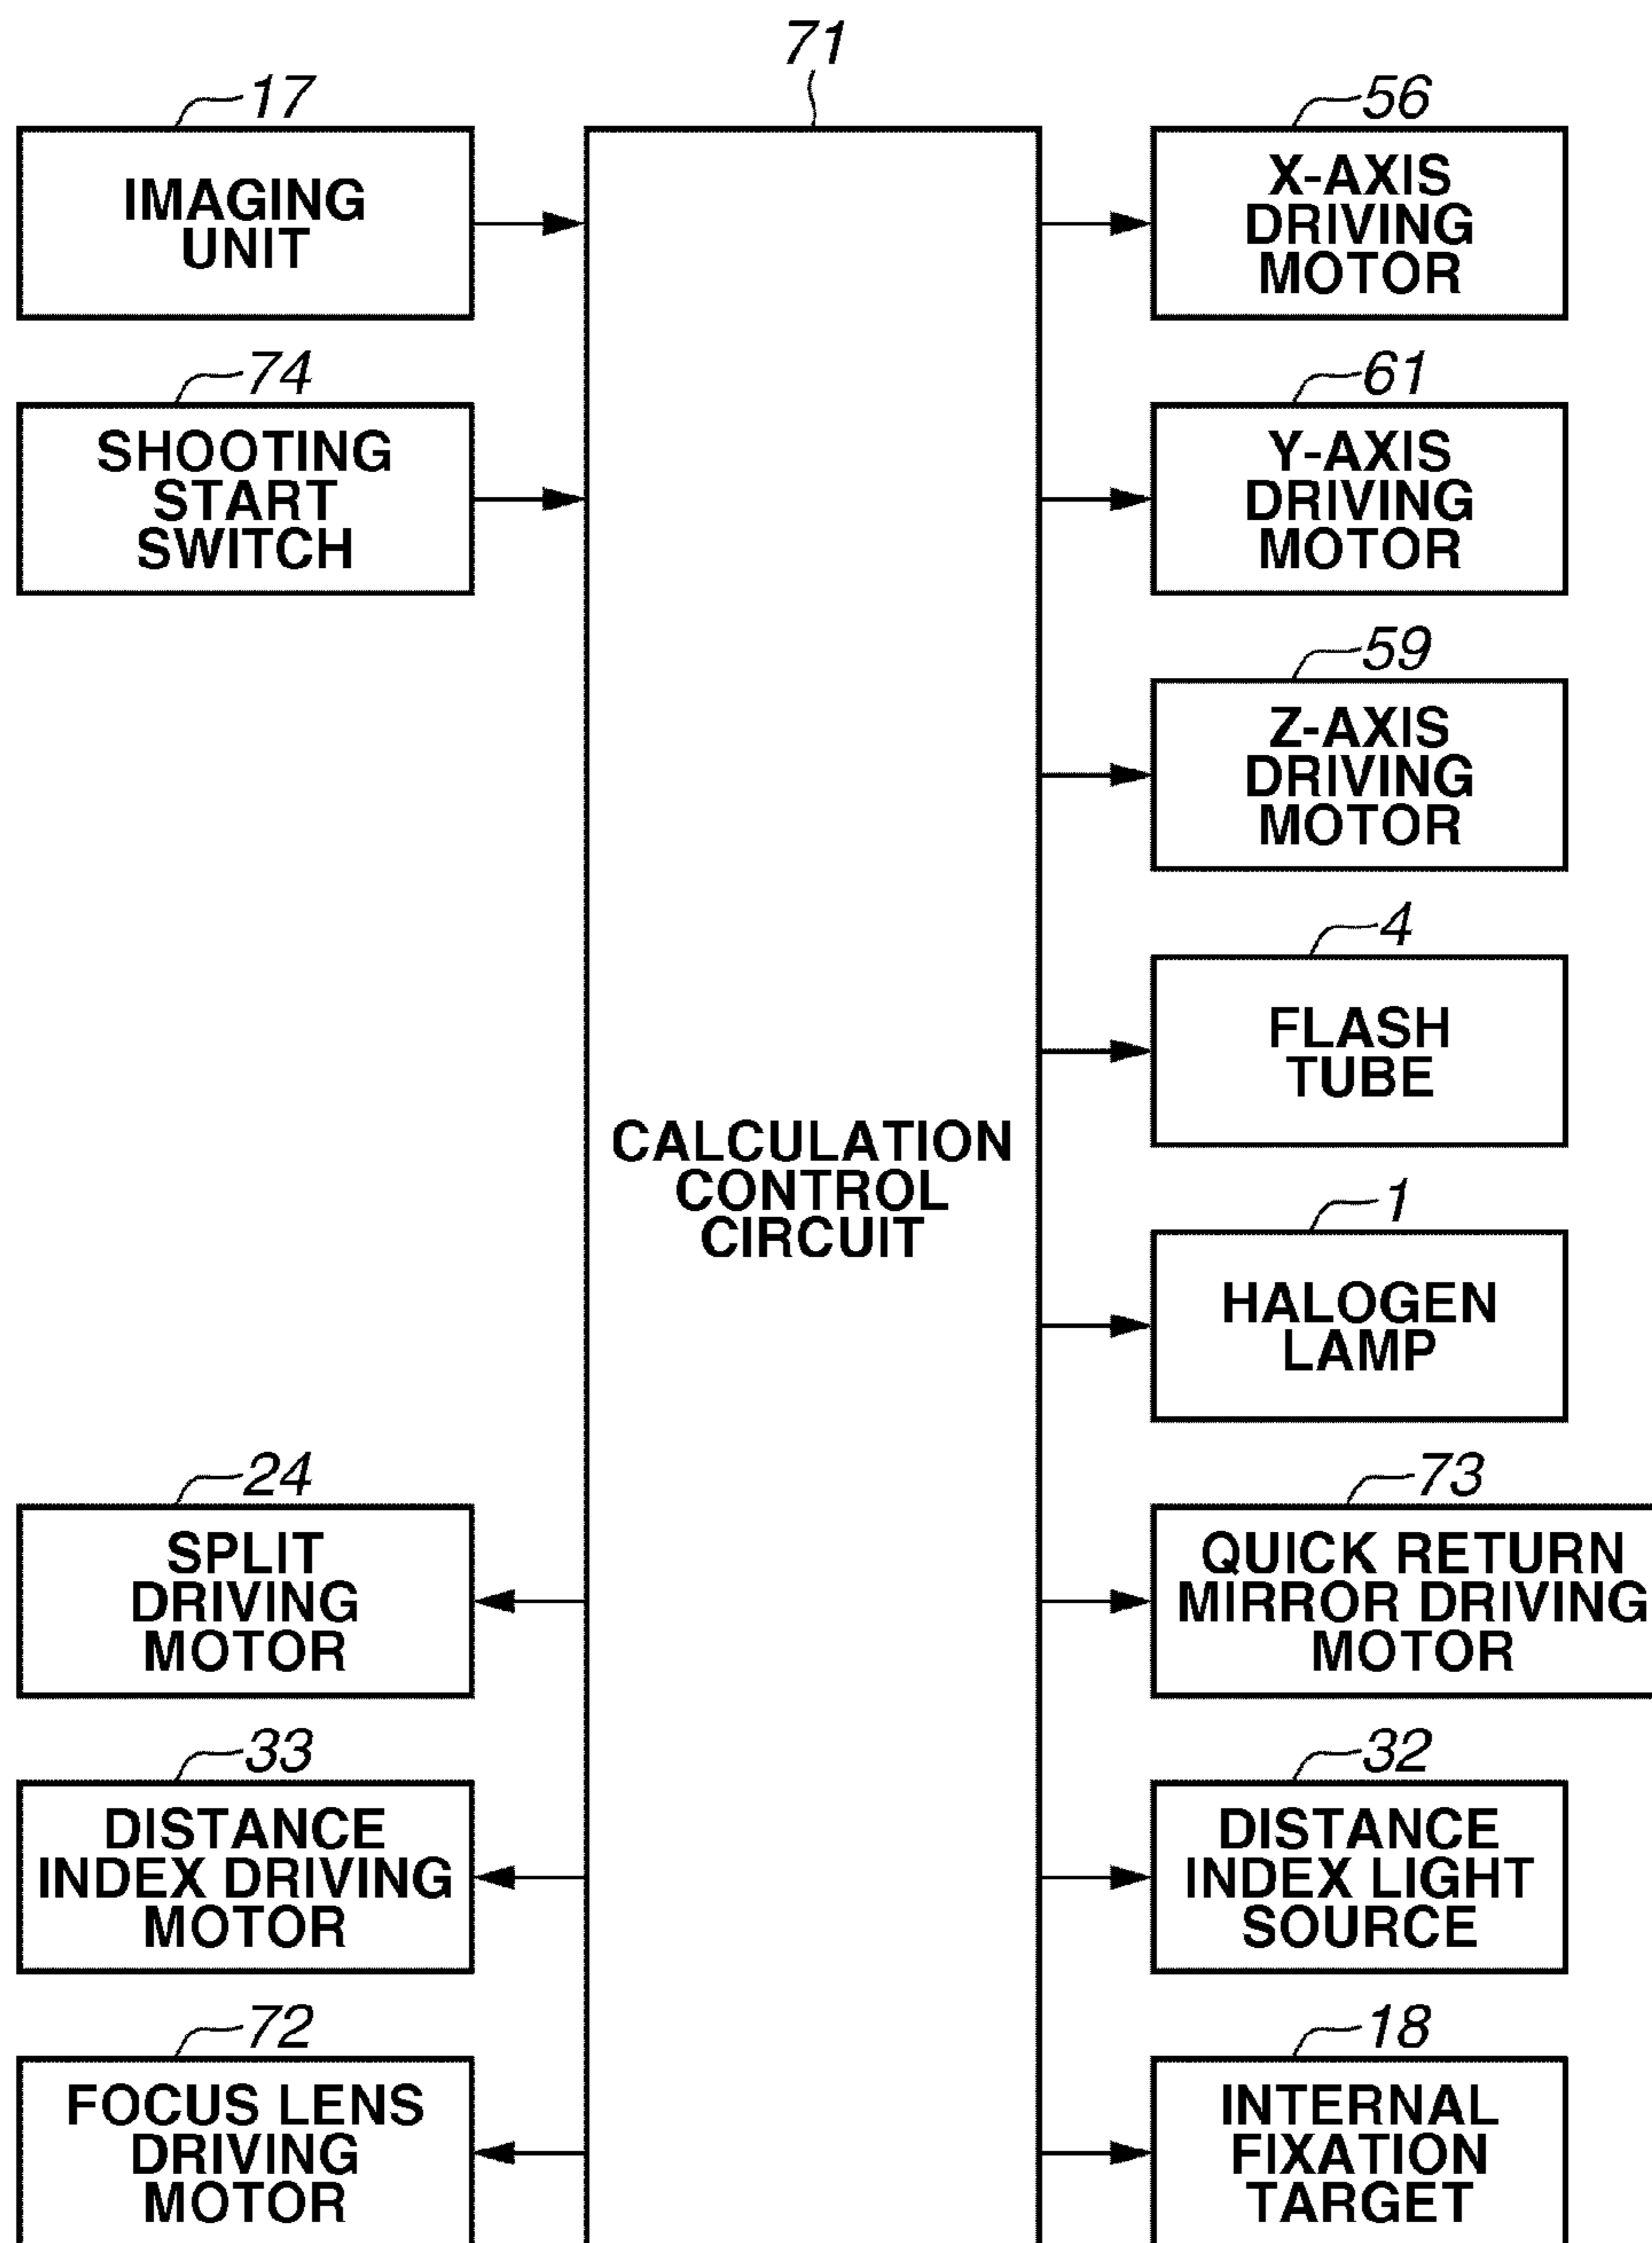 71
17
IMAGING
UNIT
56
X-AXIS
DRIVING
MOTOR
74
SHOOTING
START
SWITCH
61
Y-AXIS
DRIVING
MOTOR
59
Z-AXIS
DRIVING
MOTOR
4
FLASH
TUBE
CALCULATION
CONTROL
CIRCUIT
1
HALOGEN
LAMP
24
SPLIT
DRIVING
MOTOR
73
QUICK RETURN
MIRROR DRIVING
MOTOR
33
DISTANCE
INDEX DRIVING
MOTOR
32
DISTANCE
INDEX LIGHT
SOURCE
72
FOCUS LENS
DRIVING
MOTOR
18
INTERNAL
FIXATION
TARGET